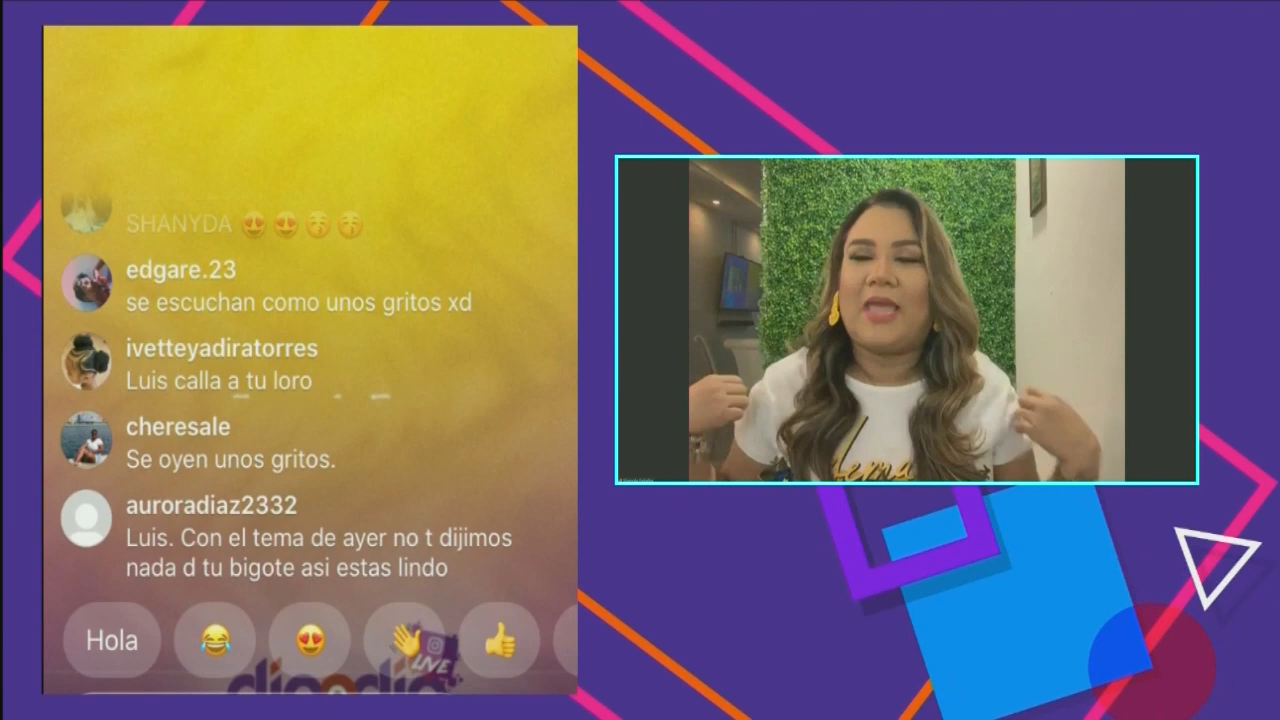 SHANYDA 😍😍😚😚
edgare.23
se escuchan como unos gritos xd
ivetteyadiratorres
Luis calla a tu loro
cheresale
Se oyen unos gritos.
auroradiaz2332
Luis. Con el tema de ayer no t dijimos
nada d tu bigote asi estas lindo
Hola
LIVE